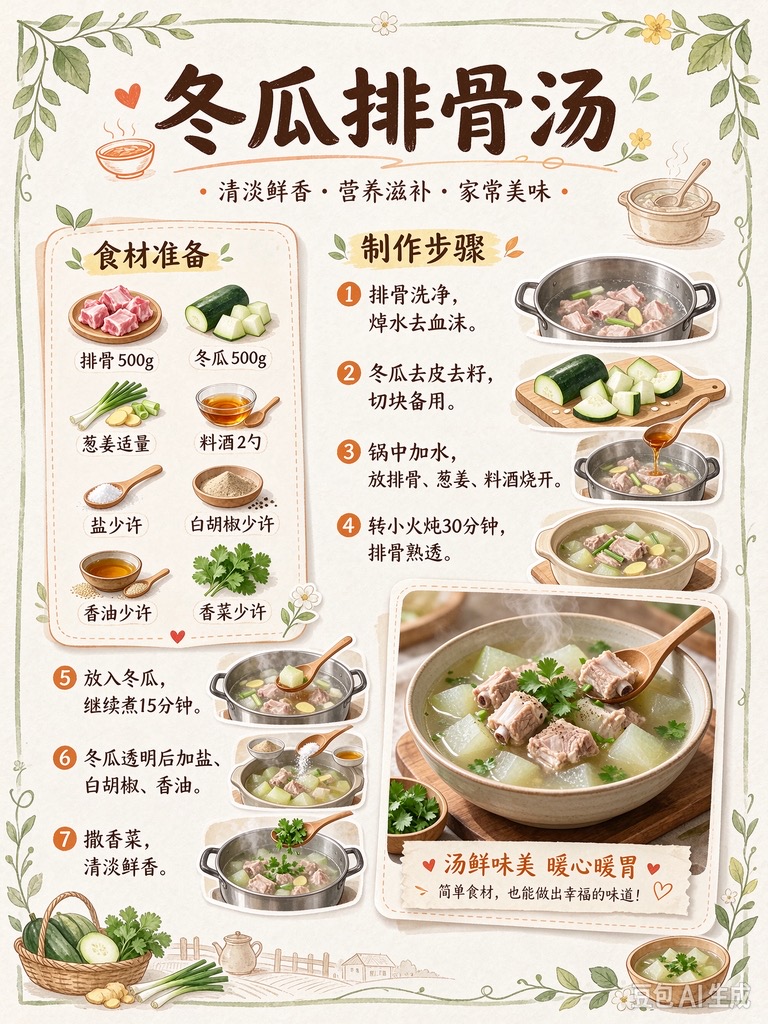 冬瓜排骨汤
·清淡鲜香·营养滋补·家常美味·
食材准备
排骨500g
冬瓜500g
葱姜适量
料酒2勺
盐少许
白胡椒少许
香油少许
香菜少许
制作步骤
1 排骨洗净，
焯水去血沫。
2 冬瓜去皮去籽，
切块备用。
3 锅中加水，
放排骨、葱姜、料酒烧开。
4 转小火炖30分钟，
排骨熟透。
5 放入冬瓜，
继续煮15分钟。
6 冬瓜透明后加盐、
白胡椒、香油。
7 撒香菜，
清淡鲜香。
汤鲜味美 暖心暖胃
简单食材，也能做出幸福的味道！
豆包AI生成